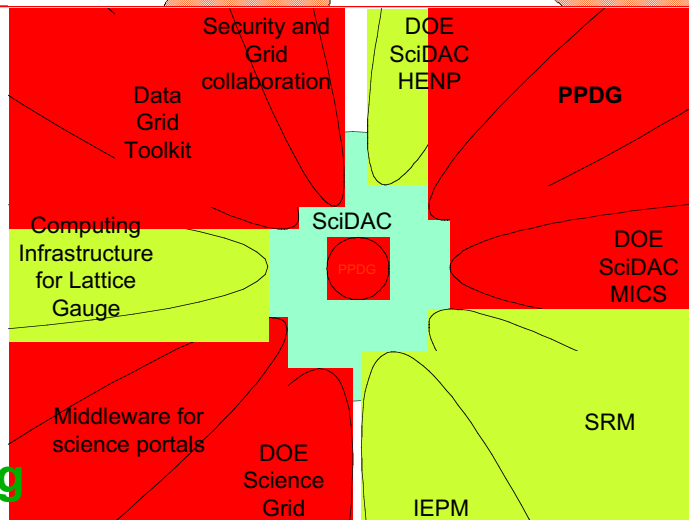 Security and
Grid
collaboration
DOE
SciDAC
HENP
PPDG
Data
Grid
Toolkit
SciDAC
PPDG
Computing
Infrastructure
for Lattice
Gauge
DOE
SciDAC
MICS
Middleware for
science portals
DOE
Science
Grid
SRM
IEPM
g